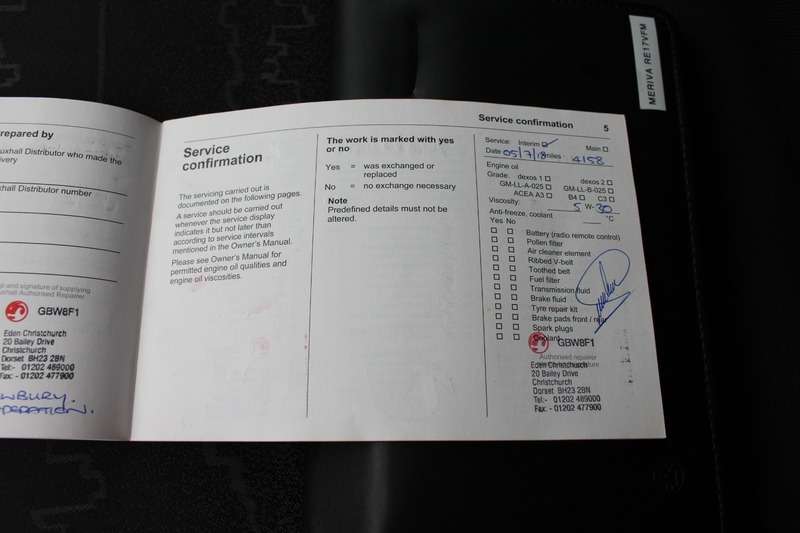 MERIVA RE17VFM
repared by
uxhall Distributor who made the
very
xhall Distributor number
and signature of supplying
uxhall Authorised Repairer
GBW8F1
Eden Christchurch
20 Bailey Drive
Christchurch
Dorset BH23 2BN
Tel:- 01202 489000
Fax: - 01202 477900
WBURY.
Service
confirmation
The servicing carried out is
documented on the following pages.
A service should be carried out
whenever the service display
indicates it but not later than
according to service intervals
mentioned in the Owner's Manual.
Please see Owner's Manual for
permitted engine oil qualities and
engine oil viscosities.
The work is marked with yes
or no
Yes = was exchanged or
replaced
No = no exchange necessary
Note
Predefined details must not be
altered.
Service confirmation 5
Service: Interim Main
Date 05/7/18 miles 4158
Engine oil
Grade: dexos 1 dexos 2
GM-LL-A-025 GM-LL-B-025
ACEA A3 B4 C3
Viscosity: 5 -W- 30
Anti-freeze, coolant °C
Yes No
Battery (radio remote control)
Pollen filter
Air cleaner element
Ribbed V-belt
Toothed belt
Fuel filter
Transmission fluid
Brake fluid
Tyre repair kit
Brake pads front / rear
Spark plugs
Coolant
GBW8F1
Authorised repairer
Eden Christchurch
20 Bailey Drive
Christchurch
Dorset BH23 2BN
Tel:- 01202 489000
Fax: - 01202 477900